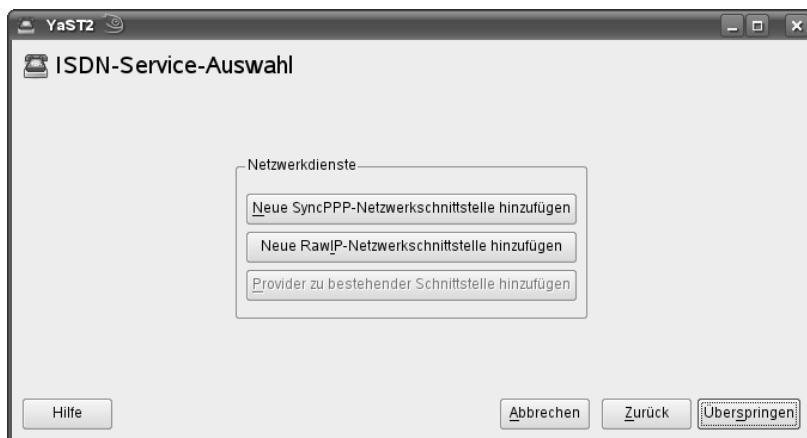 YaST2
ISDN-Service-Auswahl
Netzwerkdienste
Neue SyncPPP-Netzwerkschnittstelle hinzufügen
Neue RawIP-Netzwerkschnittstelle hinzufügen
Provider zu bestehender Schnittstelle hinzufügen
Hilfe Abbrechen Zurück Überspringen